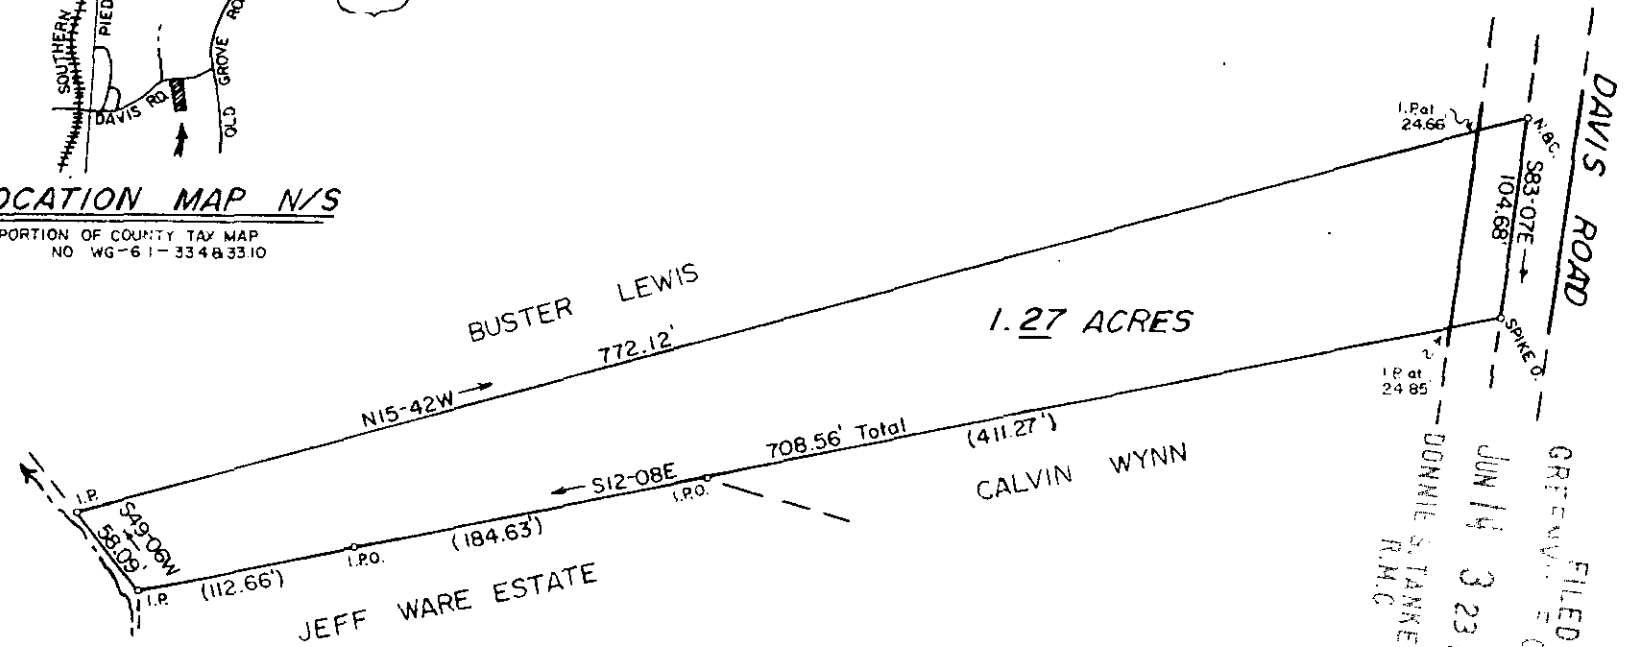 SOUTHERN
PIED
DAVIS RD.
OLD GROVE RD
OCATION MAP N/S
PORTION OF COUNTY TAX MAP
NO WG-6 1-33 4 & 33.10
BUSTER LEWIS
772.12'
N15-42W
1.27 ACRES
I.P. at
24.66'
N.&C.
S83-07E
104.68'
DAVIS ROAD
SPIKE O.
I.P. at
24 85'
708.56' Total
(411.27')
S12-08E
I.P.O.
CALVIN WYNN
(184.63')
I.P.O.
(112.66')
JEFF WARE ESTATE
I.P.
S49-06W
58.09'
I.P.
FILED
JUN 14 3 23
DONNIE S. TANKE
R.M.C